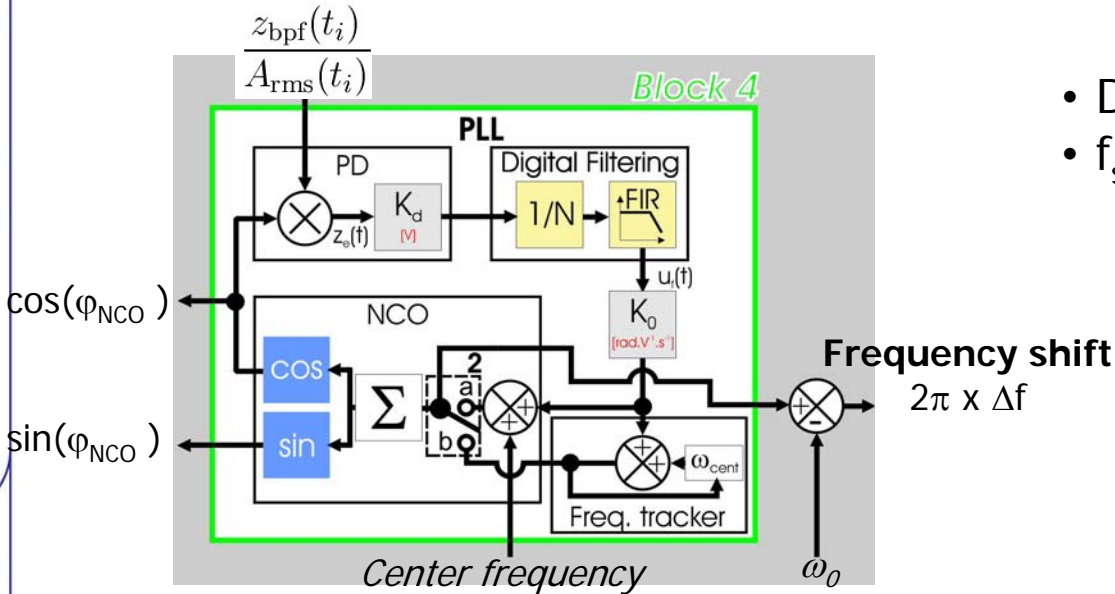 z_bpf(t_i)
A_rms(t_i)
Block 4
• D
• f_s
PLL
PD
Digital Filtering
K_d
[V]
1/N
FIR
z_e(t)
u_f(t)
cos(φ_NCO )
NCO
K_0
[rad.V⁻¹.s⁻¹]
cos
2
a
Frequency shift
2π x Δf
Σ
sin(φ_NCO )
sin
b
ω_cent
Freq. tracker
Center frequency
ω_0